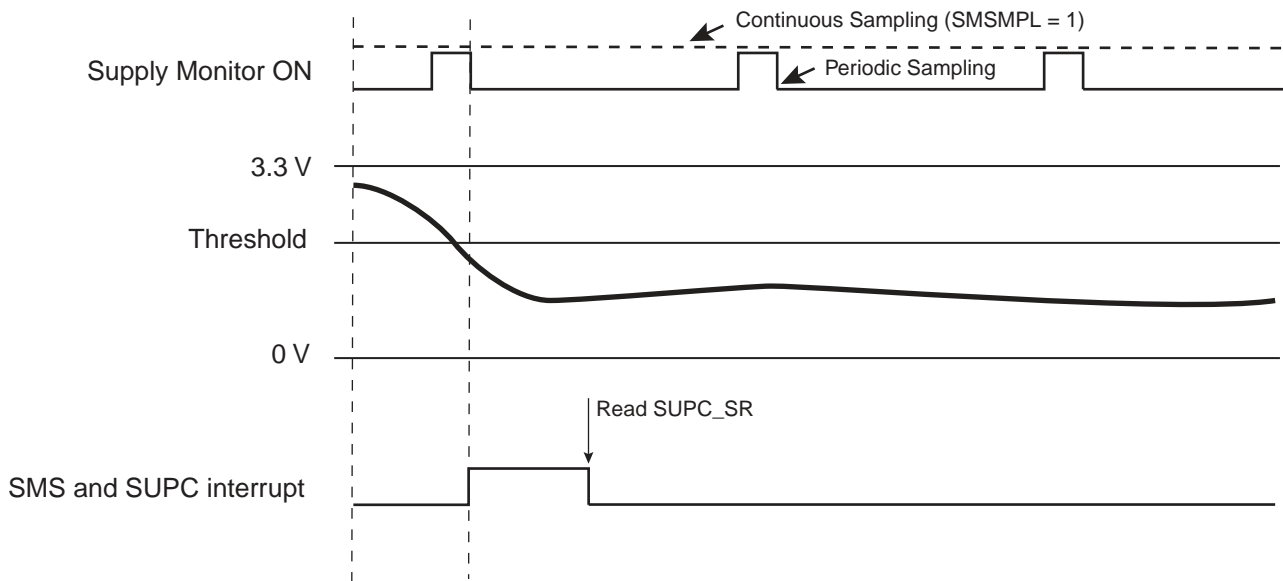 Continuous Sampling (SMSMPL = 1)
Supply Monitor ON
Periodic Sampling
3.3 V
Threshold
0 V
Read SUPC_SR
SMS and SUPC interrupt